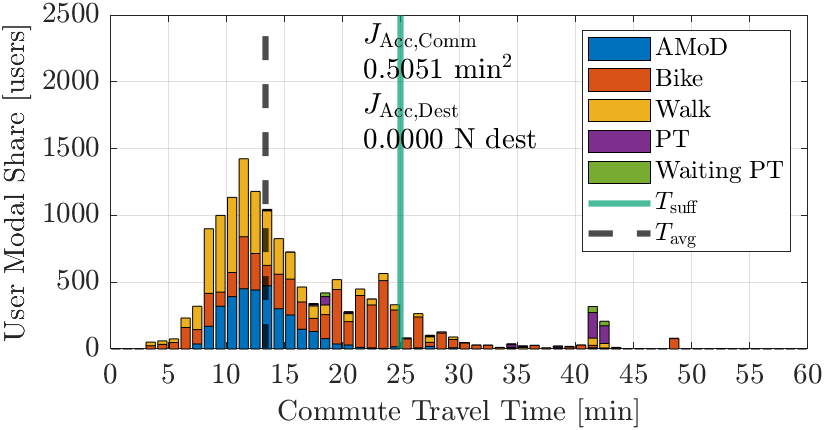 2500
2000
1500
1000
500
0
User Modal Share [users]
J_Acc,Comm
0.5051 min²
J_Acc,Dest
0.0000 N dest
AMoD
Bike
Walk
PT
Waiting PT
T_suff
T_avg
0 5 10 15 20 25 30 35 40 45 50 55 60
Commute Travel Time [min]